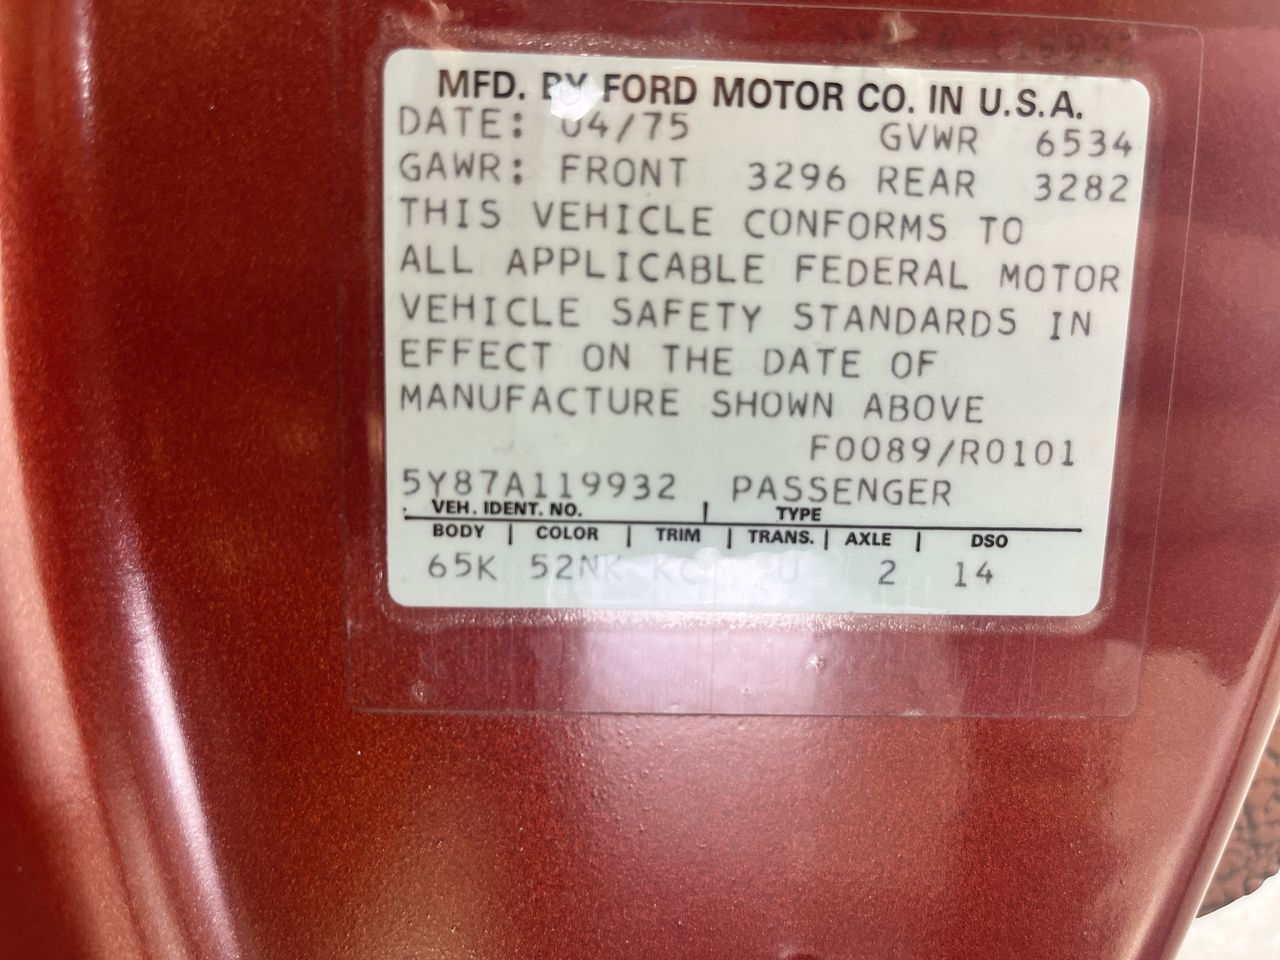 MFD. BY FORD MOTOR CO. IN U.S.A.
DATE: 04/75 GVWR 6534
GAWR: FRONT 3296 REAR 3282
THIS VEHICLE CONFORMS TO
ALL APPLICABLE FEDERAL MOTOR
VEHICLE SAFETY STANDARDS IN
EFFECT ON THE DATE OF
MANUFACTURE SHOWN ABOVE
F0089/R0101
5Y87A119932 PASSENGER
VEH. IDENT. NO. TYPE
BODY COLOR TRIM TRANS. AXLE DSO
65K 52NK U 2 14